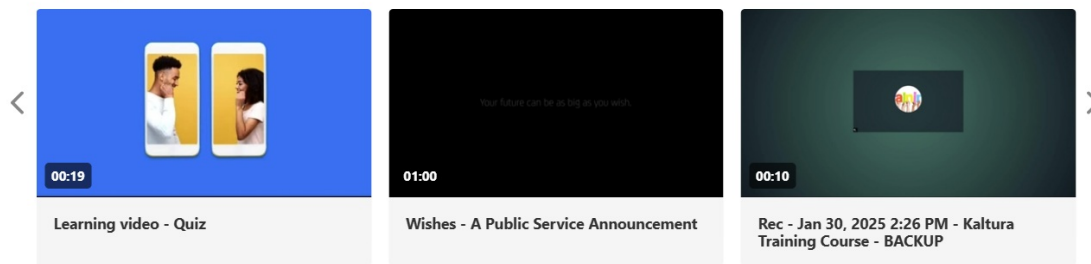 00:19
Learning video - Quiz
Your future can be as big as you wish.
01:00
Wishes - A Public Service Announcement
00:10
Rec - Jan 30, 2025 2:26 PM - Kaltura
Training Course - BACKUP